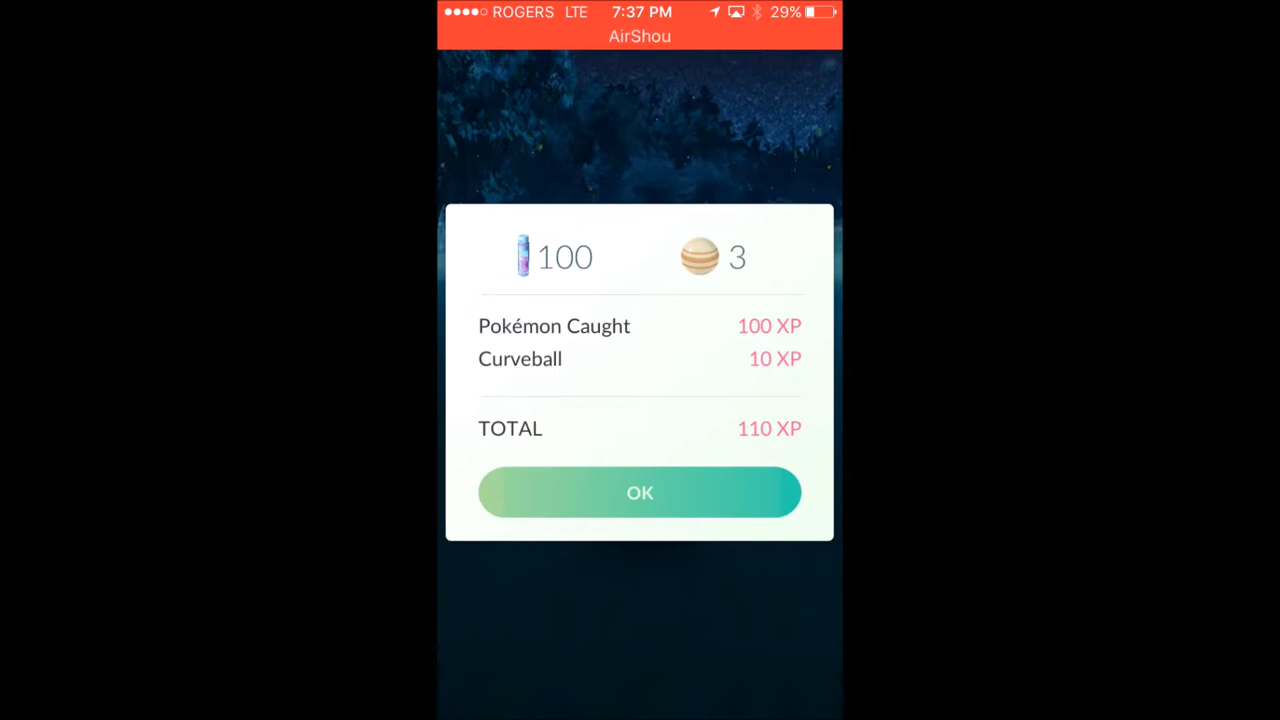 ROGERS LTE 7:37 PM 29%
AirShou
100 3
Pokémon Caught 100 XP
Curveball 10 XP
TOTAL 110 XP
OK